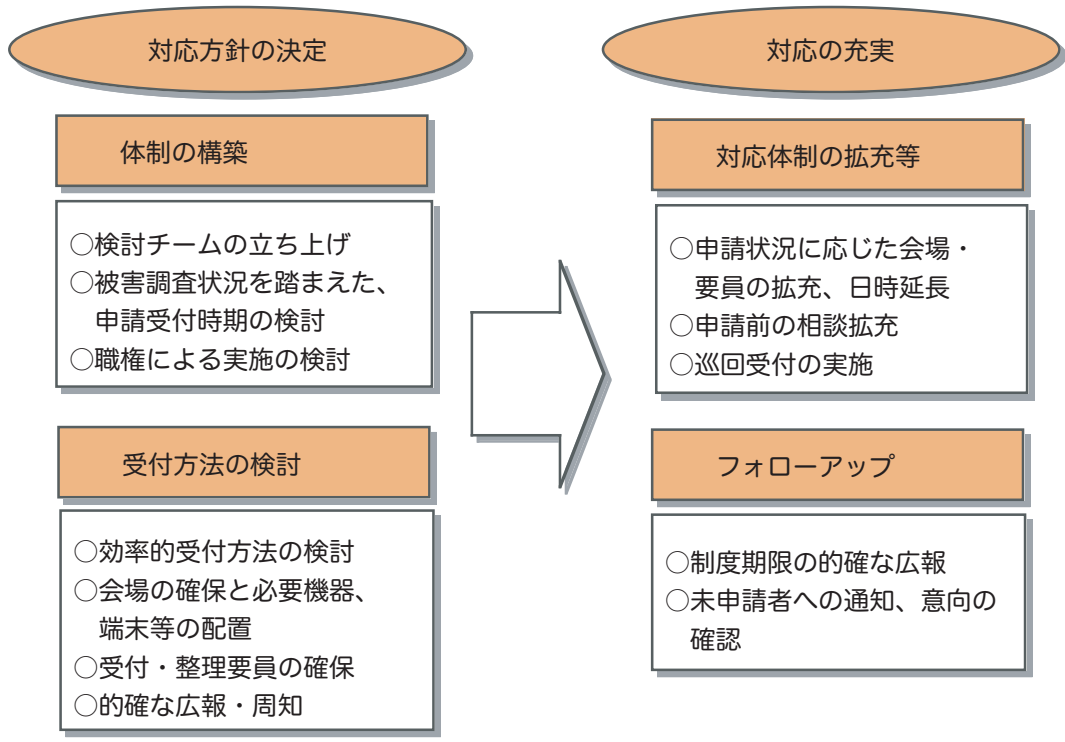 対応方針の決定
体制の構築
○検討チームの立ち上げ
○被害調査状況を踏まえた、
申請受付時期の検討
○職権による実施の検討
受付方法の検討
○効率的受付方法の検討
○会場の確保と必要機器、
端末等の配置
○受付・整理要員の確保
○的確な広報・周知
対応の充実
対応体制の拡充等
○申請状況に応じた会場・
要員の拡充、日時延長
○申請前の相談拡充
○巡回受付の実施
フォローアップ
○制度期限の的確な広報
○未申請者への通知、意向の
確認